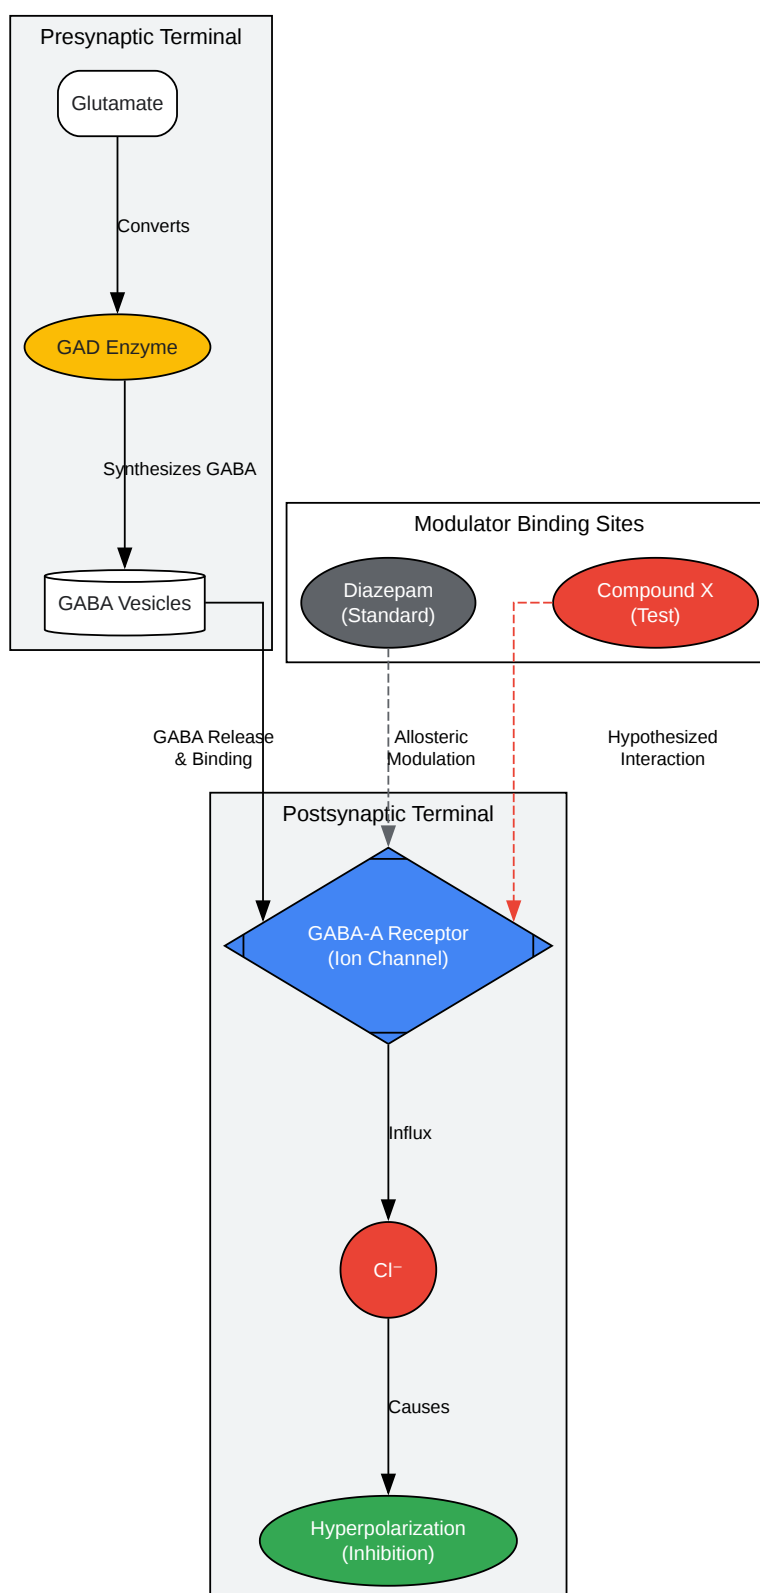 Presynaptic Terminal
Glutamate
Converts
GAD Enzyme
Synthesizes GABA
GABA Vesicles
Modulator Binding Sites
Diazepam
(Standard)
Compound X
(Test)
GABA Release
& Binding
Allosteric
Modulation
Hypothesized
Interaction
Postsynaptic Terminal
GABA-A Receptor
(Ion Channel)
Influx
Cl⁻
Causes
Hyperpolarization
(Inhibition)